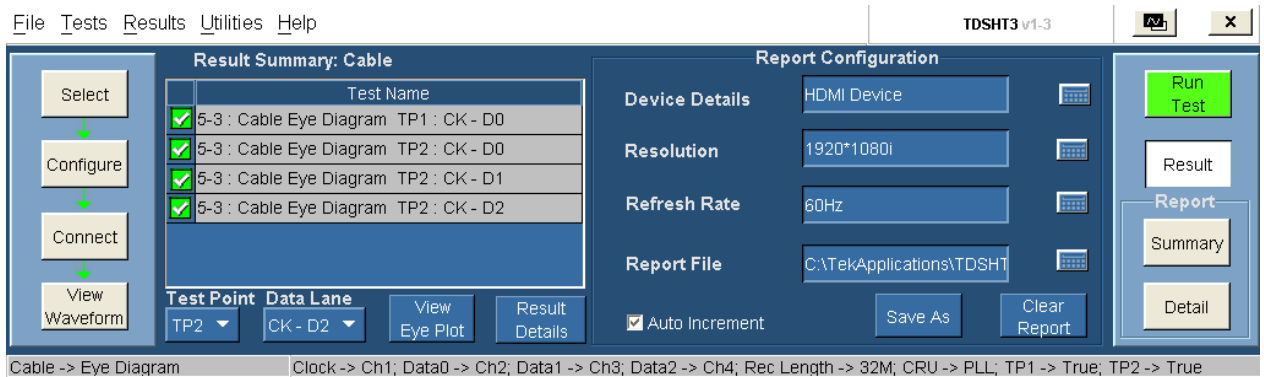 File Tests Results Utilities Help
TDSHT3 v1-3
x
Select
Configure
Connect
View
Waveform
Result Summary: Cable
Test Name
5-3 : Cable Eye Diagram TP1 : CK - D0
5-3 : Cable Eye Diagram TP2 : CK - D0
5-3 : Cable Eye Diagram TP2 : CK - D1
5-3 : Cable Eye Diagram TP2 : CK - D2
Test Point Data Lane
TP2
CK - D2
View
Eye Plot
Result
Details
Report Configuration
Device Details
HDMI Device
Resolution
1920*1080i
Refresh Rate
60Hz
Report File
C:\TekApplications\TDSHT
Auto Increment
Save As
Clear
Report
Run
Test
Result
Report
Summary
Detail
Cable -> Eye Diagram
Clock -> Ch1; Data0 -> Ch2; Data1 -> Ch3; Data2 -> Ch4; Rec Length -> 32M; CRU -> PLL; TP1 -> True; TP2 -> True